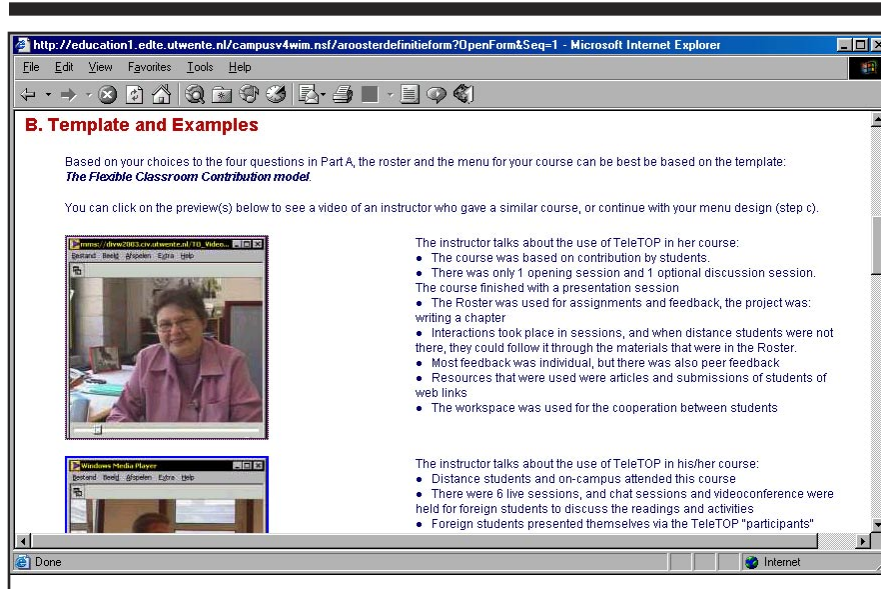 http://education1.edte.utwente.nl/campusv4wim.nsf/aroosterdefinitieform?OpenForm&Seq=1 - Microsoft Internet Explorer
File Edit View Favorites Tools Help
B. Template and Examples
Based on your choices to the four questions in Part A, the roster and the menu for your course can be best be based on the template:
The Flexible Classroom Contribution model.
You can click on the preview(s) below to see a video of an instructor who gave a similar course, or continue with your menu design (step c).
mms://divw2003.civ.utwente.nl/TO_Video...
Bestand Beeld Afspelen Extra Help
The instructor talks about the use of TeleTOP in her course:
● The course was based on contribution by students.
● There was only 1 opening session and 1 optional discussion session.
The course finished with a presentation session
● The Roster was used for assignments and feedback, the project was:
writing a chapter
● Interactions took place in sessions, and when distance students were not
there, they could follow it through the materials that were in the Roster.
● Most feedback was individual, but there was also peer feedback
● Resources that were used were articles and submissions of students of
web links
● The workspace was used for the cooperation between students
Windows Media Player
Bestand Beeld Afspelen Extra Help
The instructor talks about the use of TeleTOP in his/her course:
● Distance students and on-campus attended this course
● There were 6 live sessions, and chat sessions and videoconference were
held for foreign students to discuss the readings and activities
● Foreign students presented themselves via the TeleTOP "participants"
Done
Internet